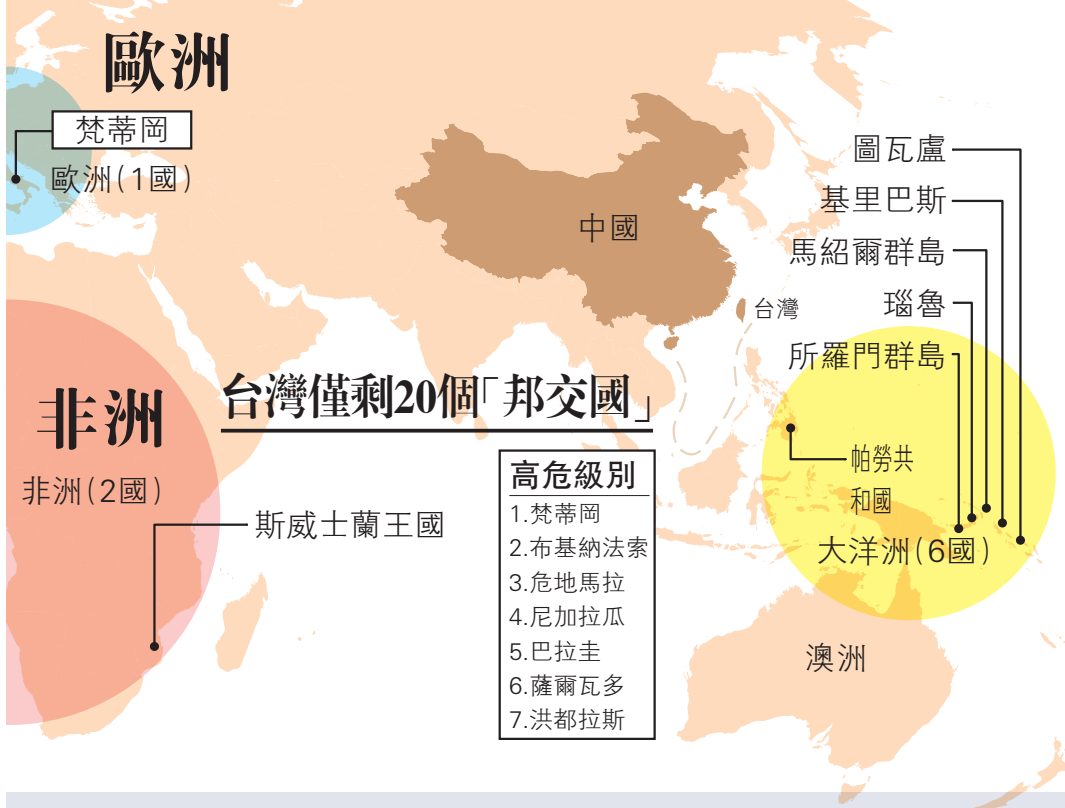 歐洲
梵蒂岡
歐洲(1國)
中國
台灣
圖瓦盧
基里巴斯
馬紹爾群島
瑙魯
所羅門群島
帕勞共
和國
大洋洲(6國)
澳洲
非洲
非洲(2國)
斯威士蘭王國
台灣僅剩20個「邦交國」
高危級別
1.梵蒂岡
2.布基納法索
3.危地馬拉
4.尼加拉瓜
5.巴拉圭
6.薩爾瓦多
7.洪都拉斯